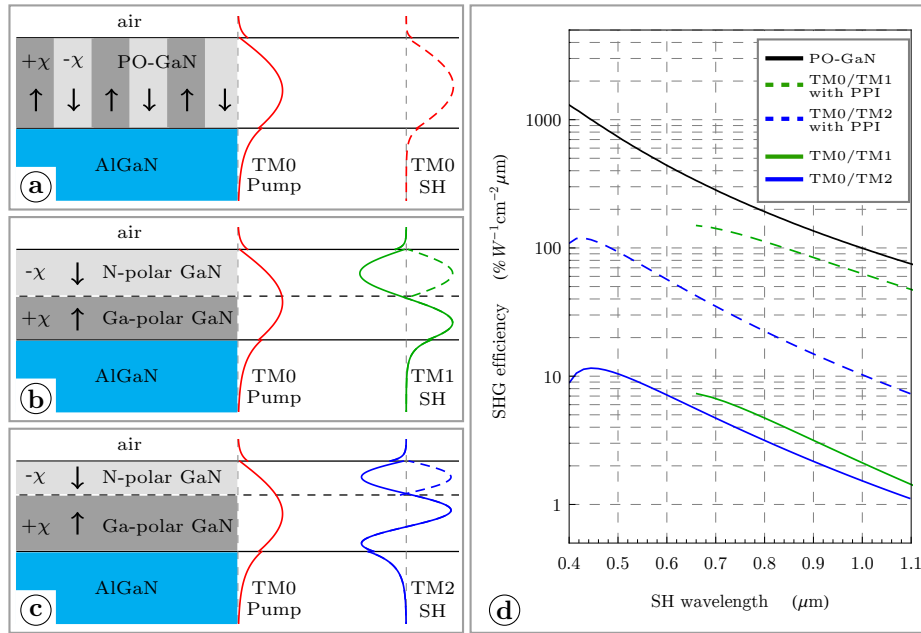 air
+χ -χ PO-GaN
AlGaN
TM0
Pump
TM0
SH
a
air
-χ N-polar GaN
+χ Ga-polar GaN
AlGaN
TM0
Pump
TM1
SH
b
air
-χ N-polar GaN
+χ Ga-polar GaN
AlGaN
TM0
Pump
TM2
SH
c
SHG efficiency (% W⁻¹cm⁻²μm)
1000
100
10
1
PO-GaN
TM0/TM1
with PPI
TM0/TM2
with PPI
TM0/TM1
TM0/TM2
0.4 0.5 0.6 0.7 0.8 0.9 1.0 1.1
SH wavelength (μm)
d